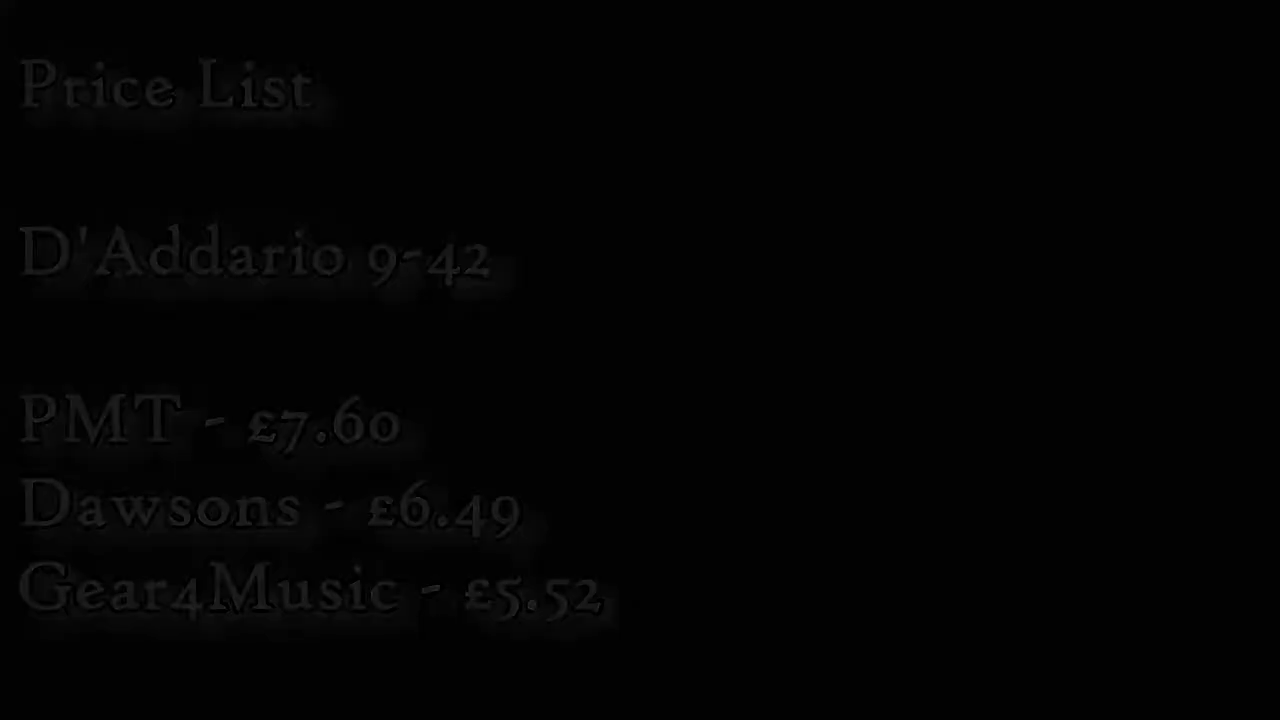 Price List
D'Addario 9-42
PMT - £7.60
Dawsons - £6.49
Gear4Music - £5.52